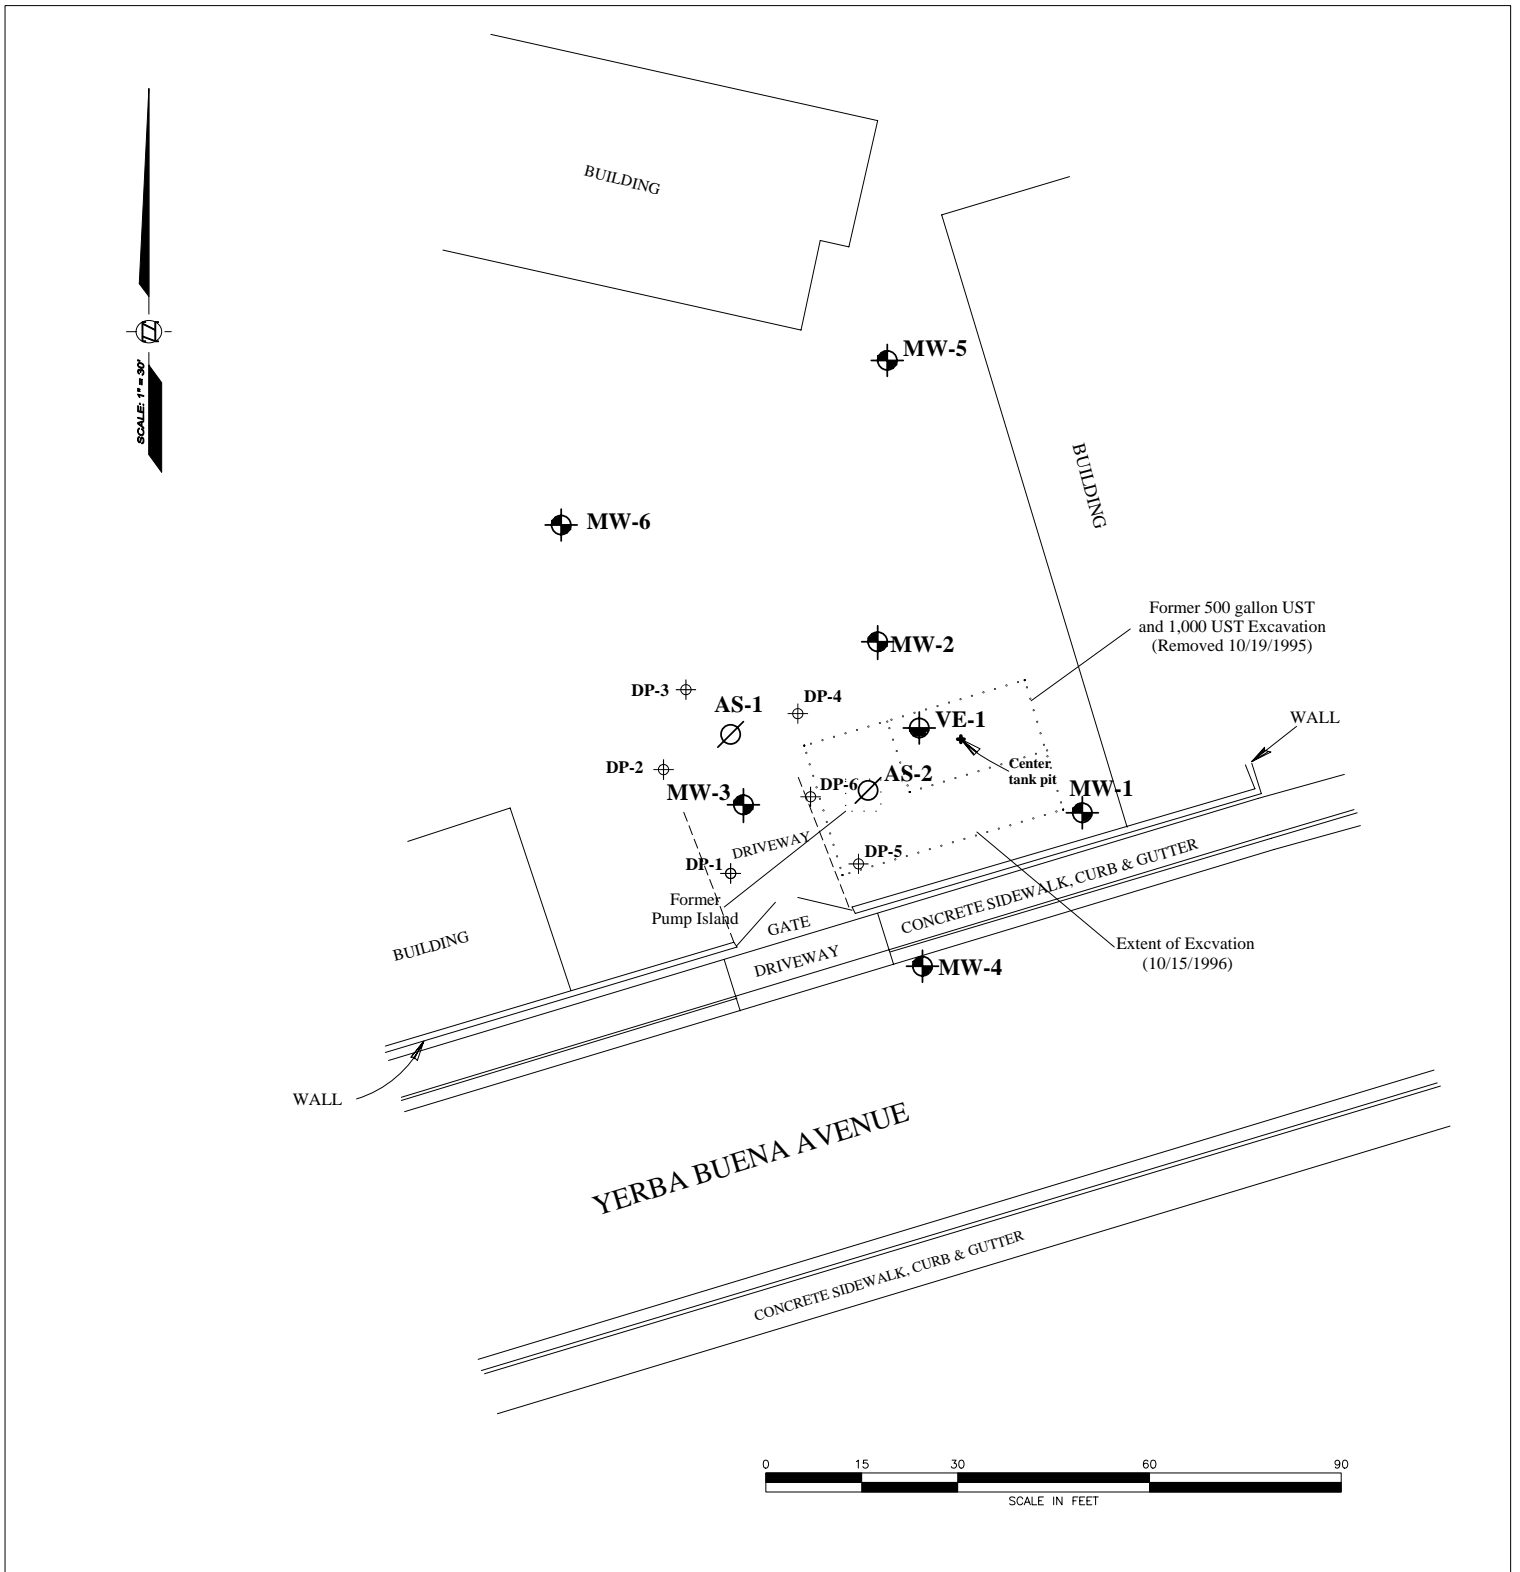 BUILDING
SCALE: 1" = 30'
MW-5
BUILDING
MW-6
Former 500 gallon UST
and 1,000 UST Excavation
(Removed 10/19/1995)
MW-2
DP-3
DP-4
AS-1
VE-1
WALL
DP-2
Center
tank pit
AS-2
DP-6
MW-3
MW-1
DRIVEWAY
DP-5
DP-1
Former
Pump Island
GATE
CONCRETE SIDEWALK, CURB & GUTTER
BUILDING
DRIVEWAY
Extent of Excvation
(10/15/1996)
MW-4
WALL
YERBA BUENA AVENUE
CONCRETE SIDEWALK, CURB & GUTTER
0 15 30 60 90
SCALE IN FEET